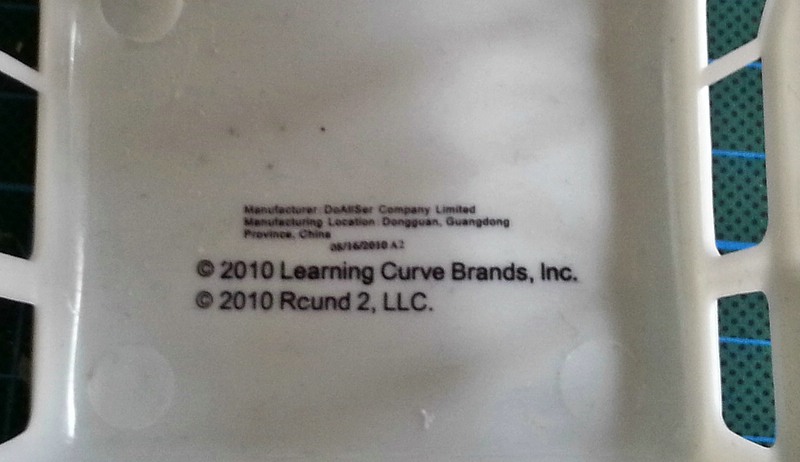 Manufacturer: DoAllSer Company Limited
Manufacturing Location: Dongguan, Guangdong
Province, China
08/16/2010 A2
© 2010 Learning Curve Brands, Inc.
© 2010 Rcund 2, LLC.